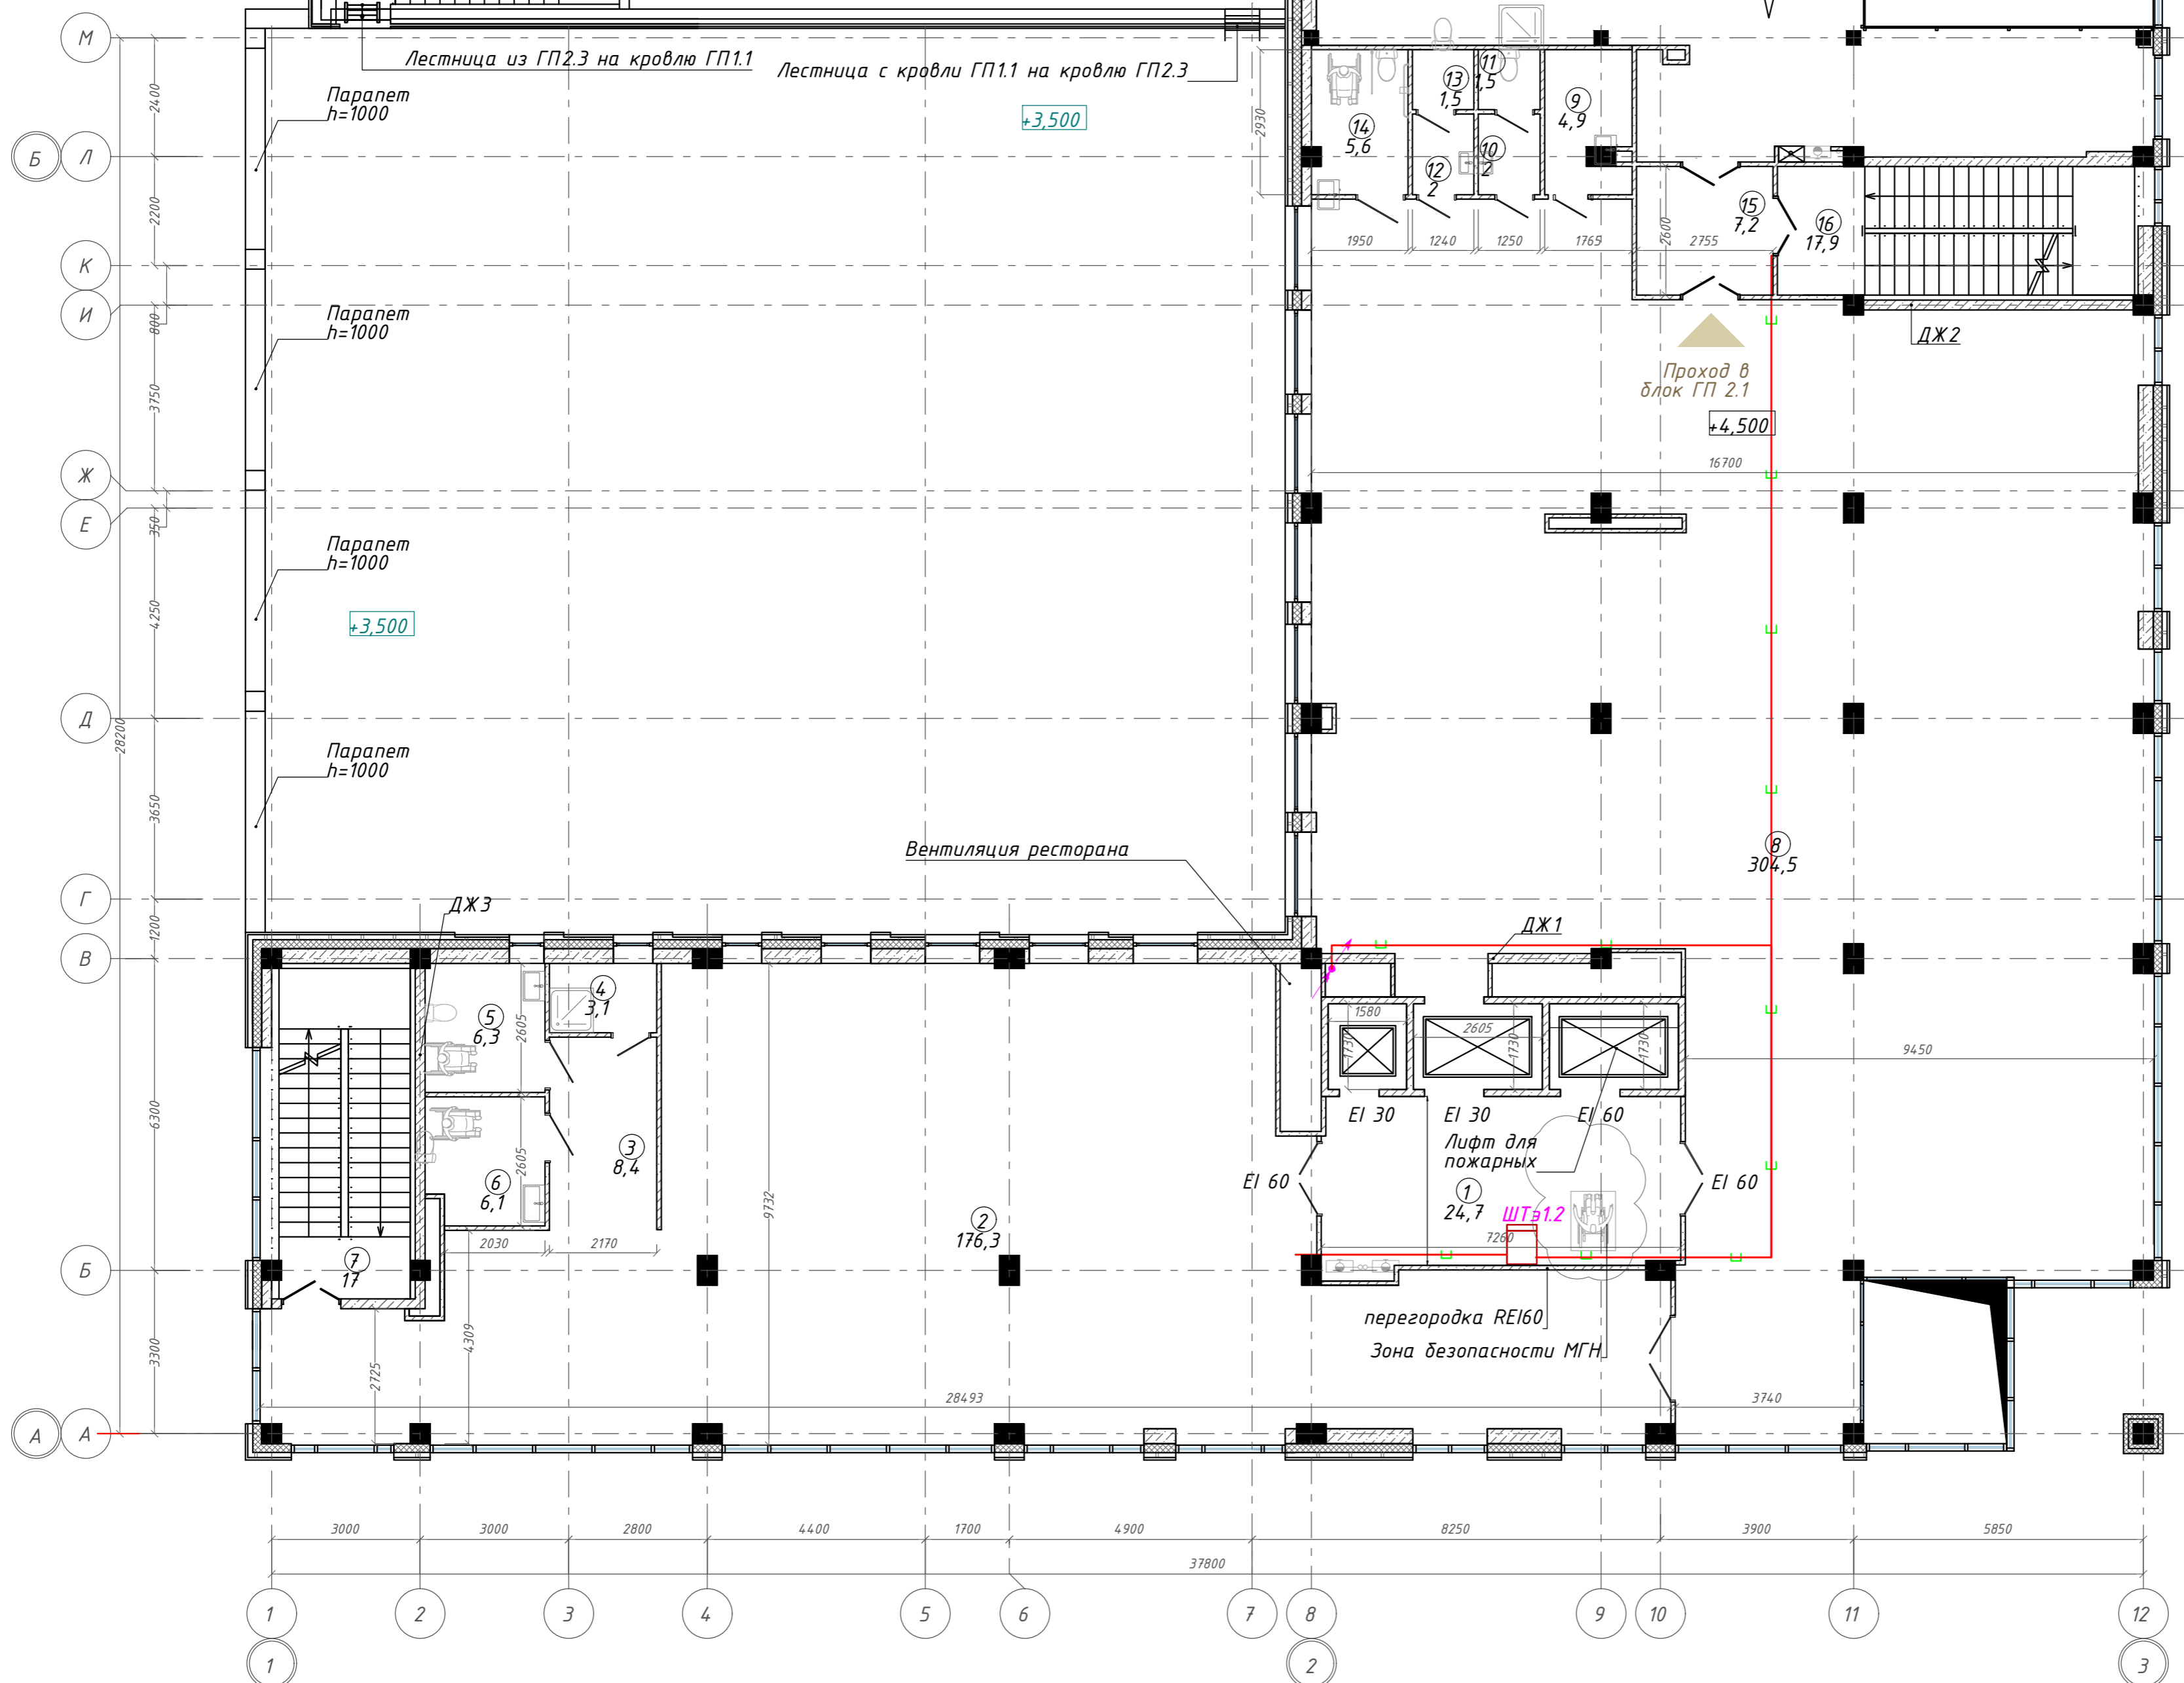 М
2400
Лестница из ГП2.3 на кровлю ГП1.1
Лестница с кровли ГП1.1 на кровлю ГП2.3
Парапет
h=1000
+3,500
2930
13
1,5
11
1,5
9
4,9
14
5,6
10
2
12
2
Б
Л
2200
1950
1240
1250
1765
2600
2755
15
7,2
16
17,9
К
И
800
Парапет
h=1000
ДЖ2
Проход в
блок ГП 2.1
+4,500
3750
16700
Ж
Е
350
Парапет
h=1000
4250
+3,500
Д
28200
Парапет
h=1000
3650
Вентиляция ресторана
8
304,5
Г
1200
ДЖ3
ДЖ1
В
4
3,1
5
6,3
2605
1580
1730
2605
1730
1730
9450
6300
EI 30
EI 30
EI 60
Лифт для
пожарных
3
8,4
6
6,1
2605
9732
EI 60
1
24,7
ШТэ1.2
EI 60
2
176,3
2030
2170
7260
7
17
Б
3300
2725
4309
перегородка REI60
Зона безопасности МГН
28493
3740
А
А
3000
3000
2800
4400
1700
4900
8250
3900
5850
37800
1
2
3
4
5
6
7
8
9
10
11
12
1
2
3